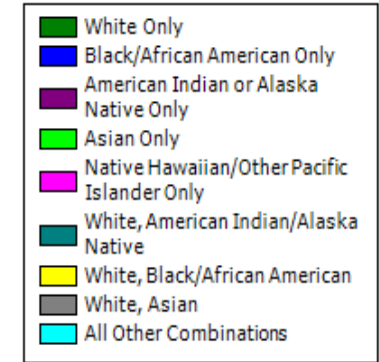 White Only
Black/African American Only
American Indian or Alaska
Native Only
Asian Only
Native Hawaiian/Other Pacific
Islander Only
White, American Indian/Alaska
Native
White, Black/African American
White, Asian
All Other Combinations